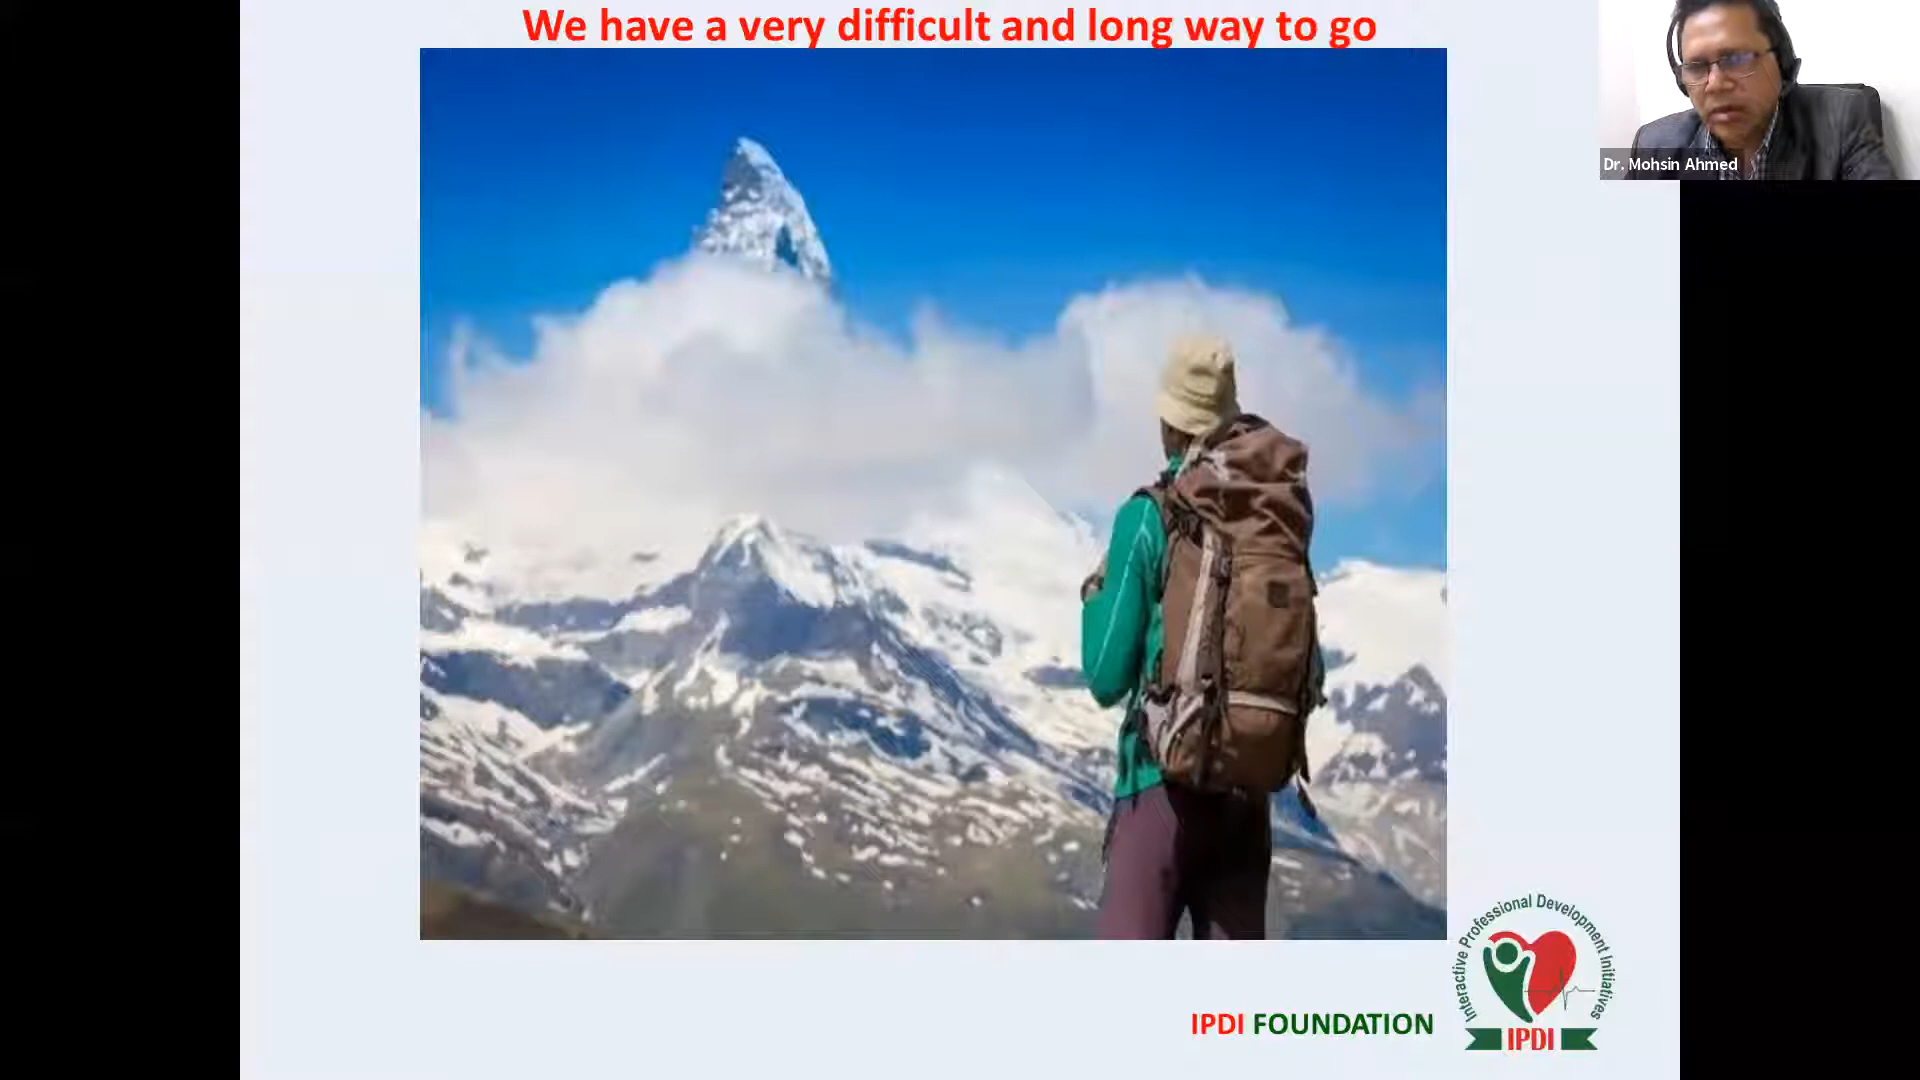 We have a very difficult and long way to go
Dr. Mohsin Ahmed
IPDI FOUNDATION
Interactive Professional Development Initiatives
IPDI